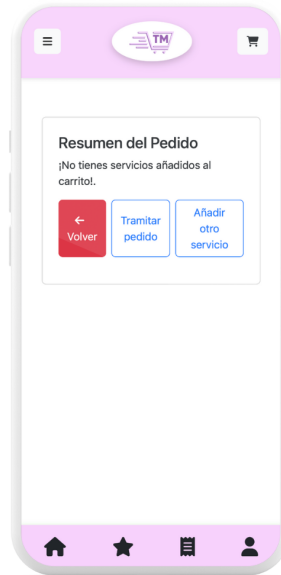 TM
Resumen del Pedido
¡No tienes servicios añadidos al
carrito!.
← 
Volver
Tramitar
pedido
Añadir
otro
servicio